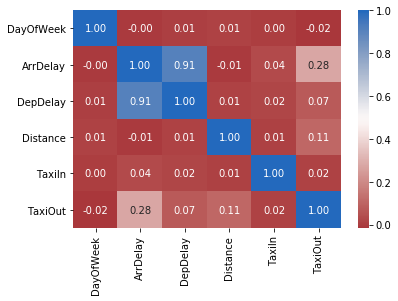 1.0
DayOfWeek 1.00 -0.00 0.01 0.01 0.00 -0.02
ArrDelay -0.00 1.00 0.91 -0.01 0.04 0.28
0.8
DepDelay 0.01 0.91 1.00 0.01 0.02 0.07
0.6
Distance 0.01 -0.01 0.01 1.00 0.01 0.11
0.4
TaxiIn 0.00 0.04 0.02 0.01 1.00 0.02
0.2
TaxiOut -0.02 0.28 0.07 0.11 0.02 1.00
0.0
DayOfWeek ArrDelay DepDelay Distance TaxiIn TaxiOut